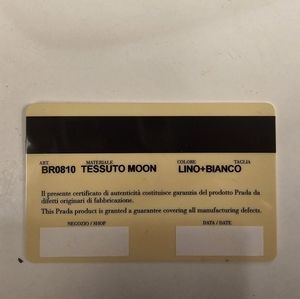 ART. MATERIALE COLORE TAGLIA
BR0810 TESSUTO MOON LINO+BIANCO
Il presente certificato di autenticità costituisce garanzia del prodotto Prada da
difetti originari di fabbricazione.
This Prada product is granted a guarantee covering all manufacturing defects.
NEGOZIO / SHOP DATA / DATE